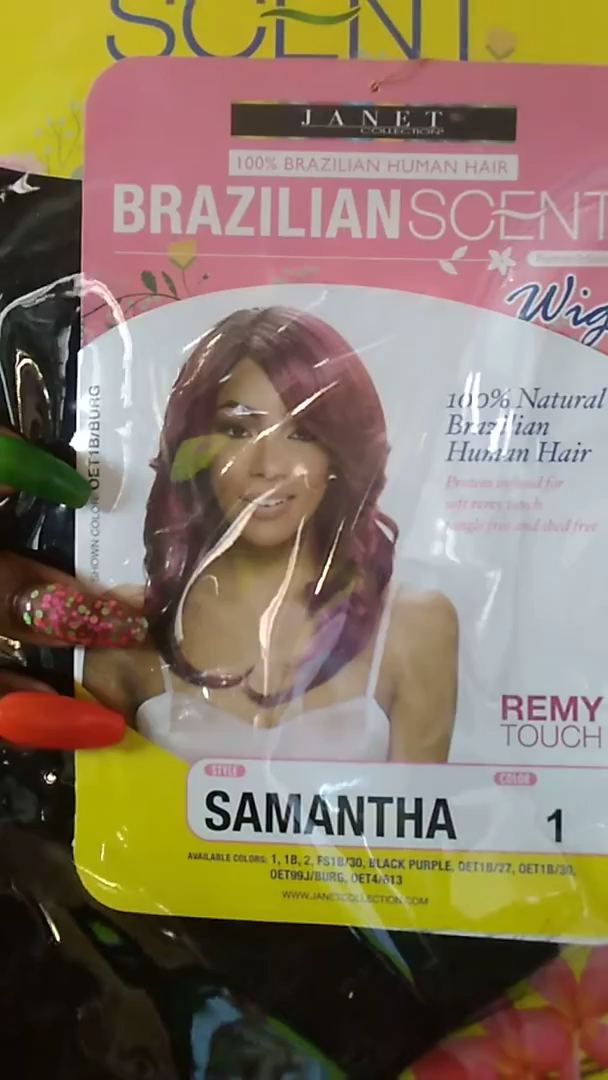 SCENT
JANET
COLLECTION®
100% BRAZILIAN HUMAN HAIR
BRAZILIAN SCENT
Wig
SHOWN COLOR: OET1B/BURG
100% Natural
Brazilian
Human Hair
Protein infused for
soft remy touch
tangle free and shed free
REMY
TOUCH
STYLE
COLOR
SAMANTHA
1
AVAILABLE COLORS: 1, 1B, 2, FS1B/30, BLACK PURPLE, OET1B/27, OET1B/30,
OET99J/BURG, OET4/613
WWW.JANETCOLLECTION.COM